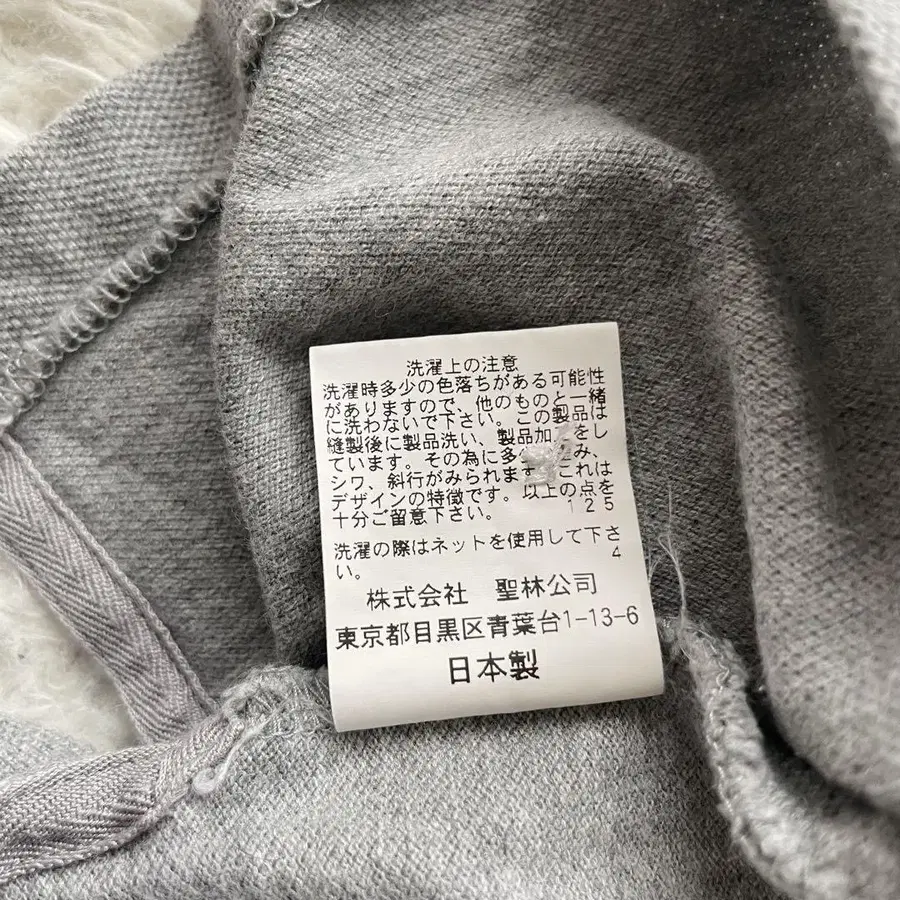 洗濯上の注意
洗濯時多少の色落ちがある可能性
がありますので、他のものと一緒
に洗わないで下さい。この製品は
縫製後に製品洗い、製品加 をし
ています。その為に多 み、
シワ、斜行がみられます これは
デザインの特徴です。以上の点を
十分ご留意下さい。 125
洗濯の際はネットを使用して下さ
い。 4
株式会社 聖林公司
東京都目黒区青葉台1-13-6
日本製